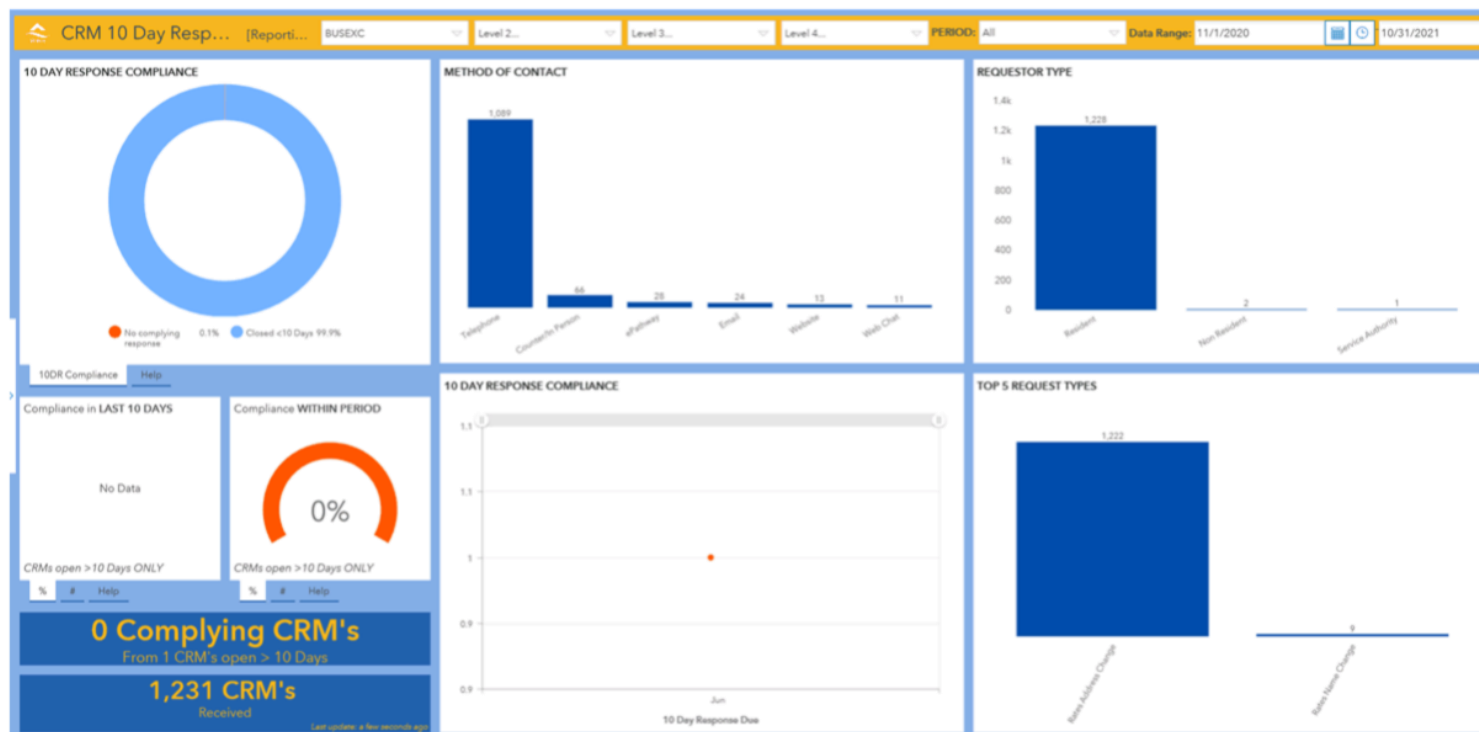 CRM 10 Day Resp... [Reporti... BUSEXC Level 2... Level 3... Level 4... PERIOD: All Data Range: 11/1/2020 10/31/2021
10 DAY RESPONSE COMPLIANCE
No complying response 0.1% Closed <10 Days 99.9%
10DR Compliance Help
METHOD OF CONTACT
1,089
66
28
24
13
11
Telephone
Counter/In Person
ePathway
Email
Website
Web Chat
REQUESTOR TYPE
1.4k
1.2k
1k
800
600
400
200
0
1,228
2
1
Resident
Non Resident
Service Authority
Compliance in LAST 10 DAYS
No Data
CRMs open >10 Days ONLY
% # Help
Compliance WITHIN PERIOD
0%
CRMs open >10 Days ONLY
% # Help
0 Complying CRM's
From 1 CRM's open > 10 Days
1,231 CRM's
Received
Last update: a few seconds ago
10 DAY RESPONSE COMPLIANCE
1.1
1.1
1
0.9
0.9
Jun
10 Day Response Due
TOP 5 REQUEST TYPES
1,222
9
Rates Address Change
Rates Name Change